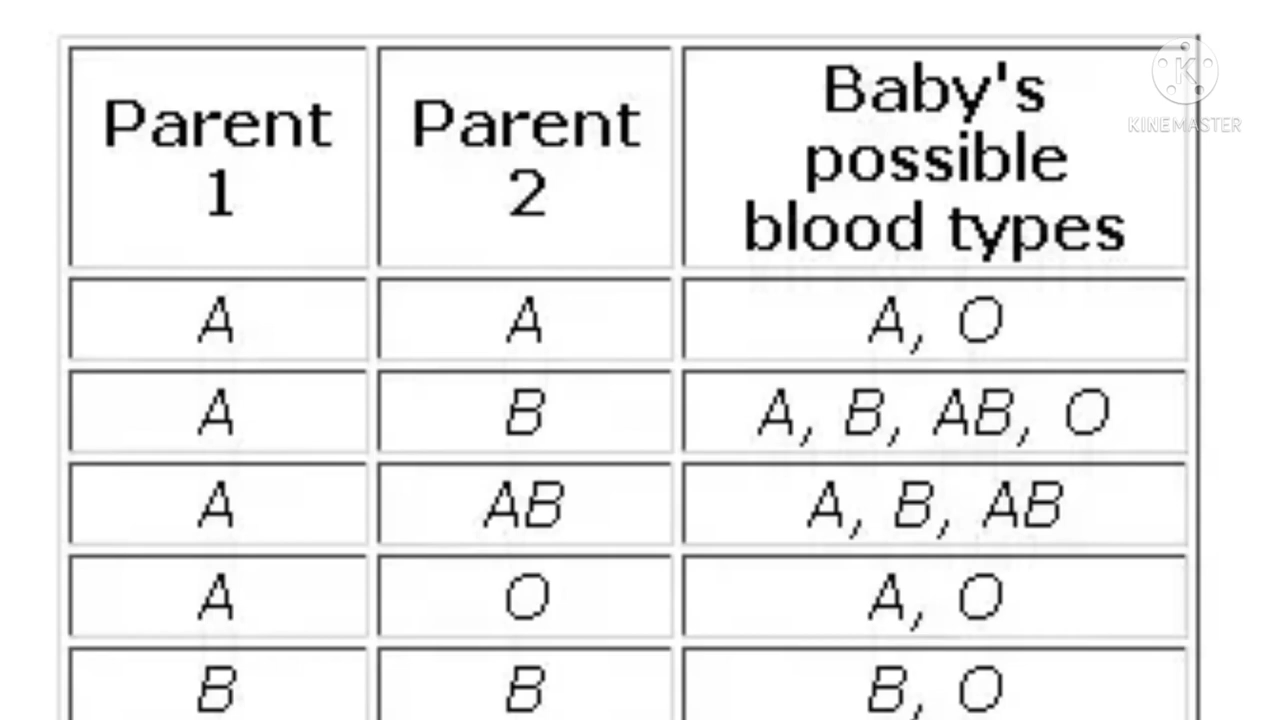 Parent 1 Parent 2 Baby's possible blood types
A A A, O
A B A, B, AB, O
A AB A, B, AB
A O A, O
B B B, O
K
KINEMASTER